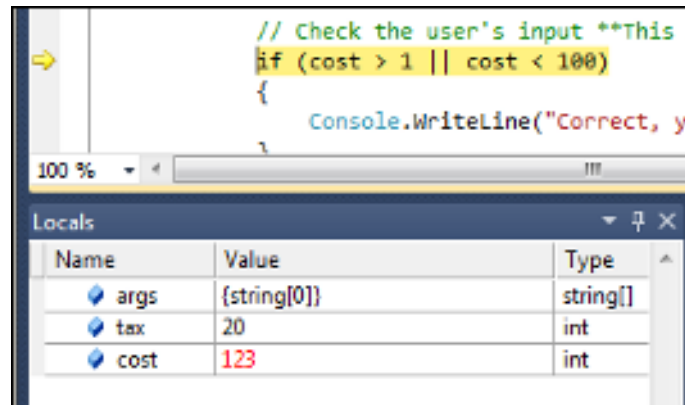 // Check the user's input **This
if (cost > 1 || cost < 100)
{
Console.WriteLine("Correct, y
}
100 %
Locals
Name Value Type
args {string[0]} string[]
tax 20 int
cost 123 int